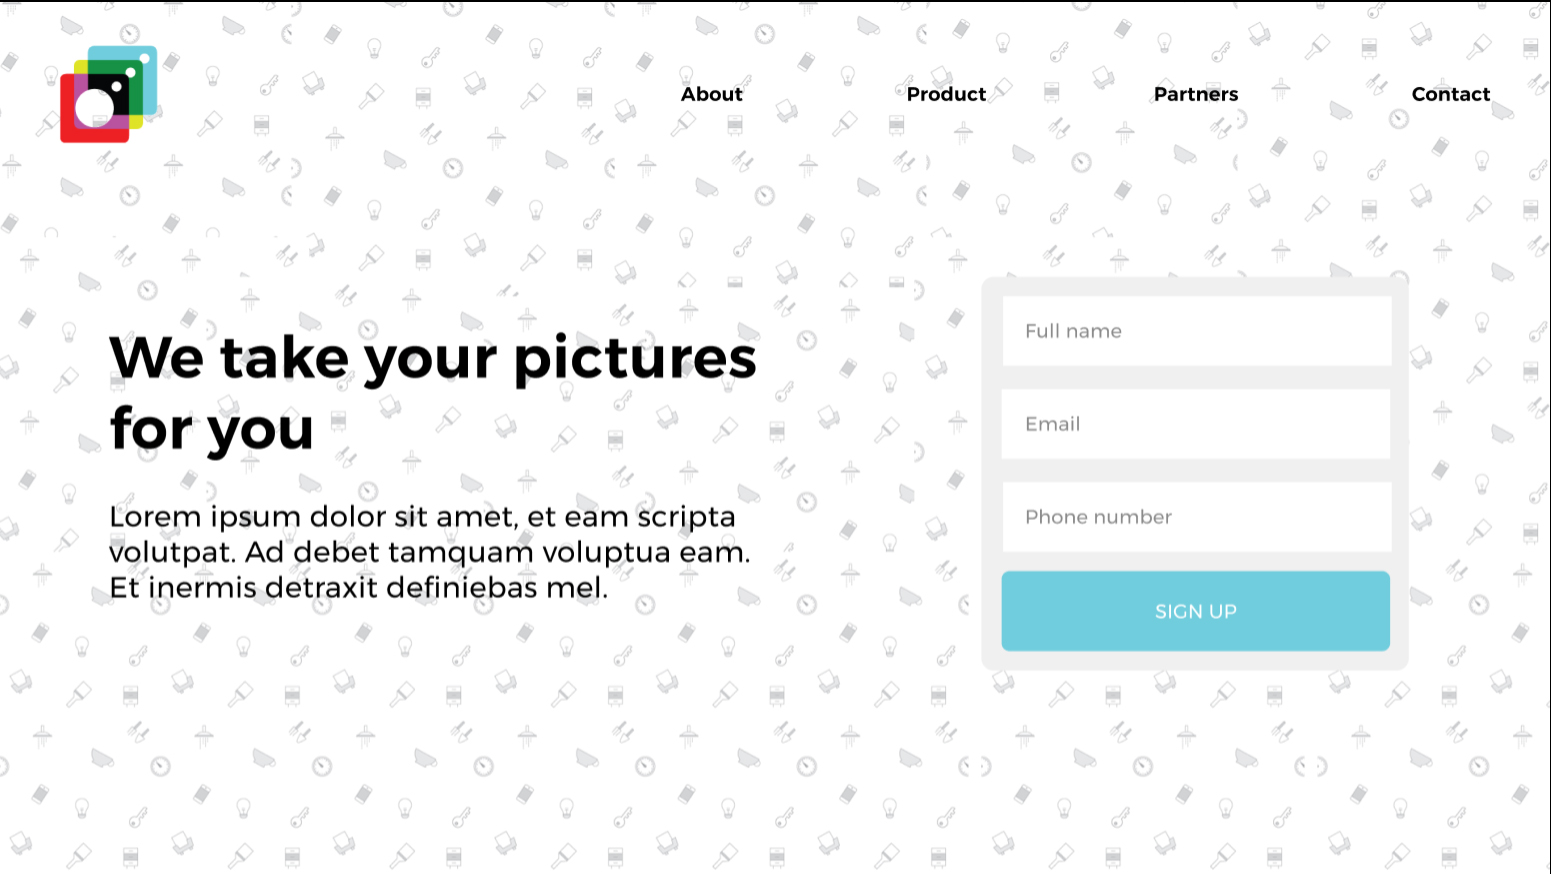 About
Product
Partners
Contact
We take your pictures
for you
Lorem ipsum dolor sit amet, et eam scripta
volutpat. Ad debet tamquam voluptua eam.
Et inermis detraxit definiebas mel.
Full name
Email
Phone number
SIGN UP